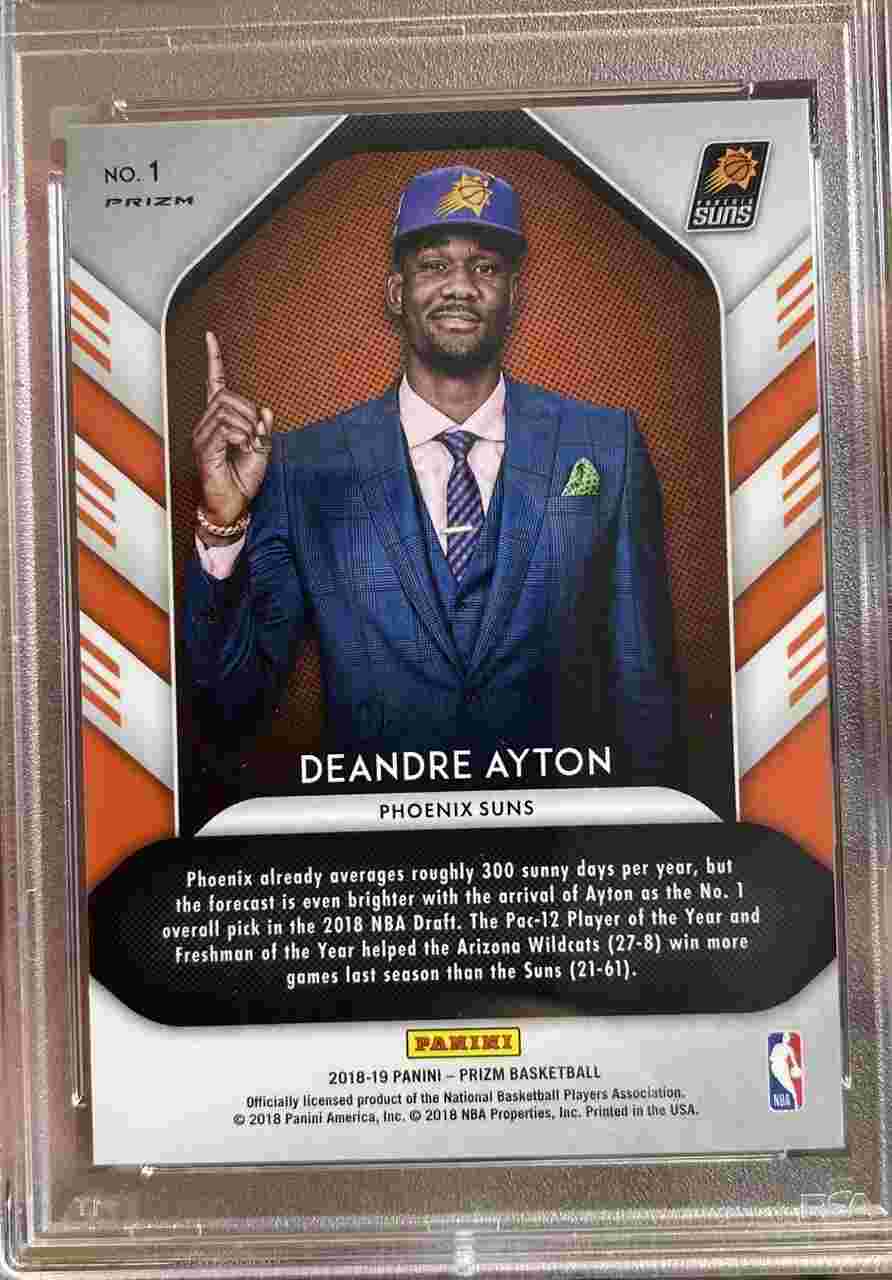 NO. 1
PRIZM
PHOENIX
SUNS
DEANDRE AYTON
PHOENIX SUNS
Phoenix already averages roughly 300 sunny days per year, but
the forecast is even brighter with the arrival of Ayton as the No. 1
overall pick in the 2018 NBA Draft. The Pac-12 Player of the Year and
Freshman of the Year helped the Arizona Wildcats (27-8) win more
games last season than the Suns (21-61).
PANINI
2018-19 PANINI – PRIZM BASKETBALL
Officially licensed product of the National Basketball Players Association.
© 2018 Panini America, Inc. © 2018 NBA Properties, Inc. Printed in the USA.
NBA
PSA